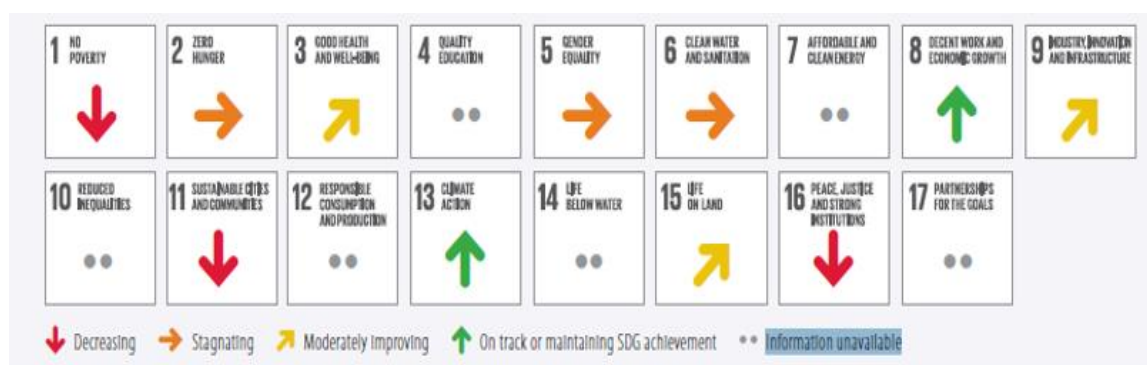 1 NO POVERTY
2 ZERO HUNGER
3 GOOD HEALTH AND WELL-BEING
4 QUALITY EDUCATION
5 GENDER EQUALITY
6 CLEAN WATER AND SANITATION
7 AFFORDABLE AND CLEAN ENERGY
8 DECENT WORK AND ECONOMIC GROWTH
9 INDUSTRY, INNOVATION AND INFRASTRUCTURE
10 REDUCED INEQUALITIES
11 SUSTAINABLE CITIES AND COMMUNITIES
12 RESPONSIBLE CONSUMPTION AND PRODUCTION
13 CLIMATE ACTION
14 LIFE BELOW WATER
15 LIFE ON LAND
16 PEACE, JUSTICE AND STRONG INSTITUTIONS
17 PARTNERSHIPS FOR THE GOALS
Decreasing Stagnating Moderately improving On track or maintaining SDG achievement Information unavailable